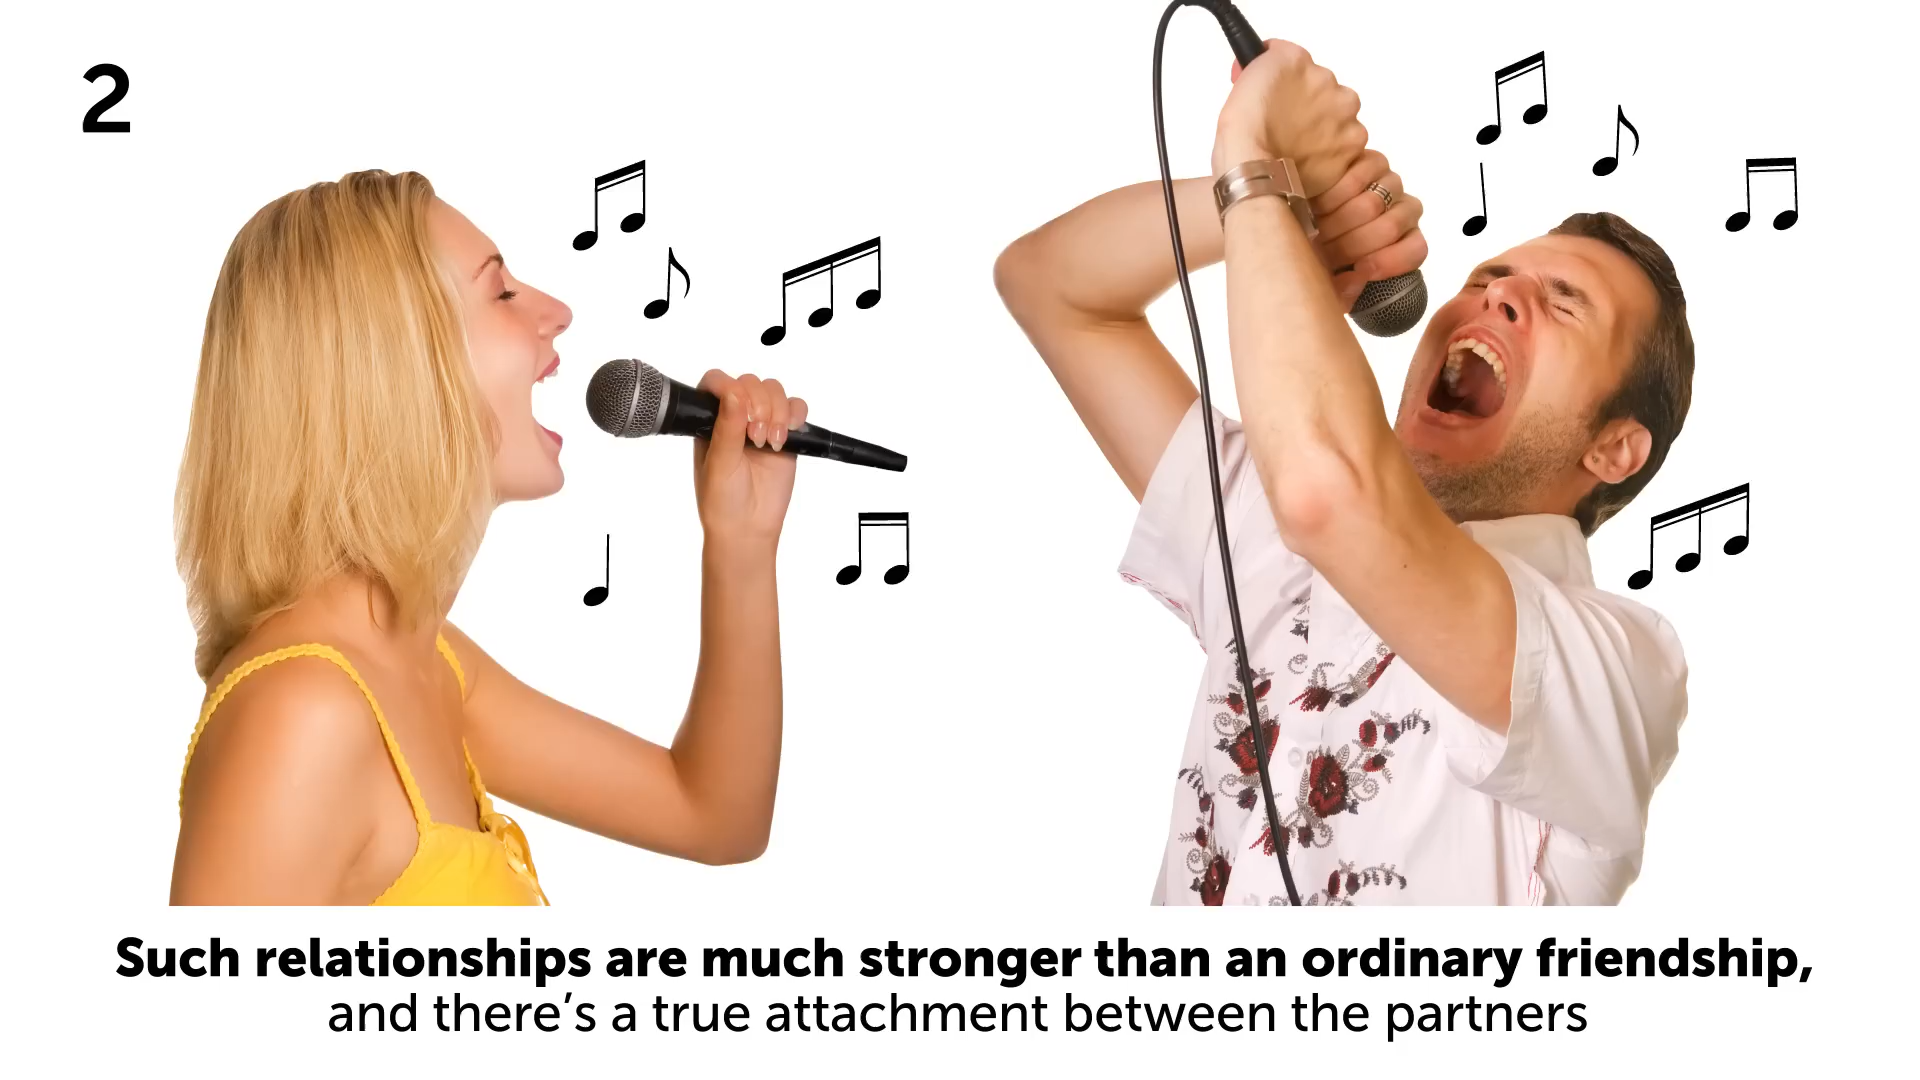 2
Such relationships are much stronger than an ordinary friendship,
and there’s a true attachment between the partners